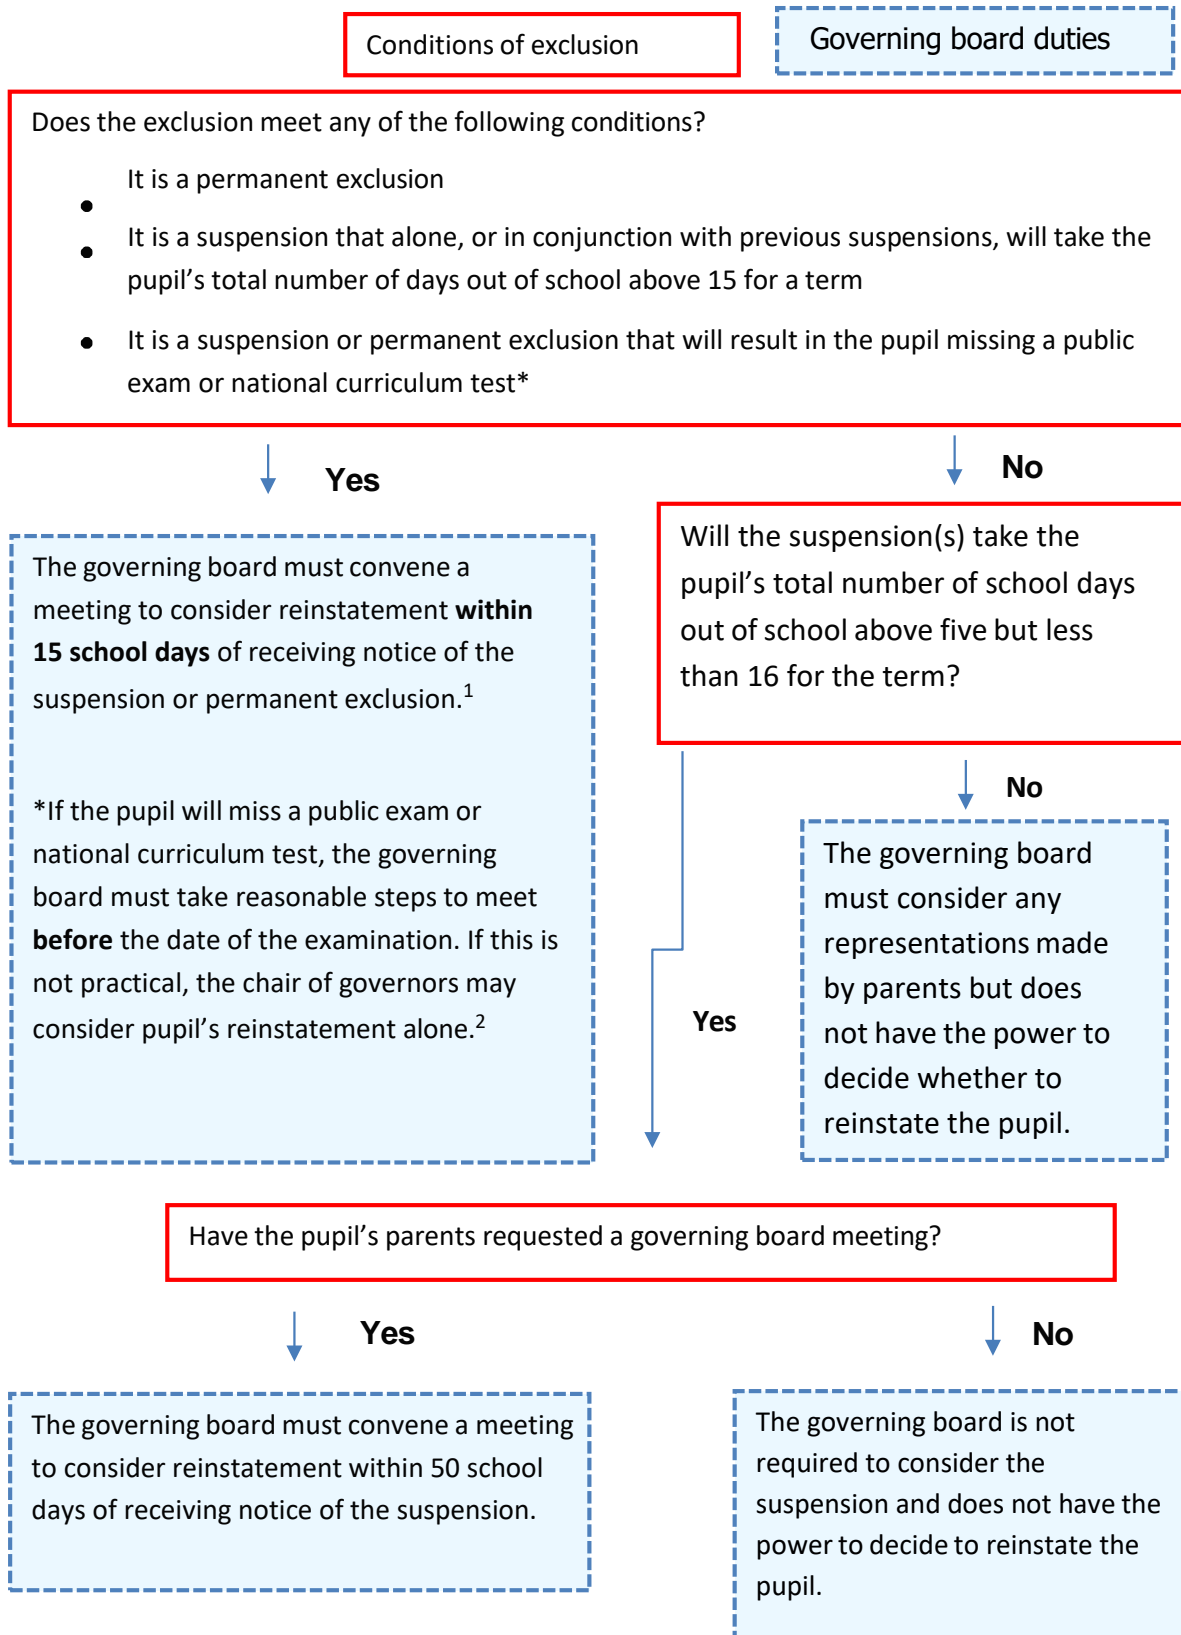 Conditions of exclusion
Governing board duties
Does the exclusion meet any of the following conditions?
It is a permanent exclusion
•
• It is a suspension that alone, or in conjunction with previous suspensions, will take the
pupil’s total number of days out of school above 15 for a term
• It is a suspension or permanent exclusion that will result in the pupil missing a public
exam or national curriculum test*
Yes
No
The governing board must convene a
meeting to consider reinstatement within
15 school days of receiving notice of the
suspension or permanent exclusion.1
*If the pupil will miss a public exam or
national curriculum test, the governing
board must take reasonable steps to meet
before the date of the examination. If this is
not practical, the chair of governors may
consider pupil’s reinstatement alone.2
Will the suspension(s) take the
pupil’s total number of school days
out of school above five but less
than 16 for the term?
No
The governing board
must consider any
representations made
by parents but does
not have the power to
decide whether to
reinstate the pupil.
Yes
Have the pupil’s parents requested a governing board meeting?
Yes
No
The governing board must convene a meeting
to consider reinstatement within 50 school
days of receiving notice of the suspension.
The governing board is not
required to consider the
suspension and does not have the
power to decide to reinstate the
pupil.